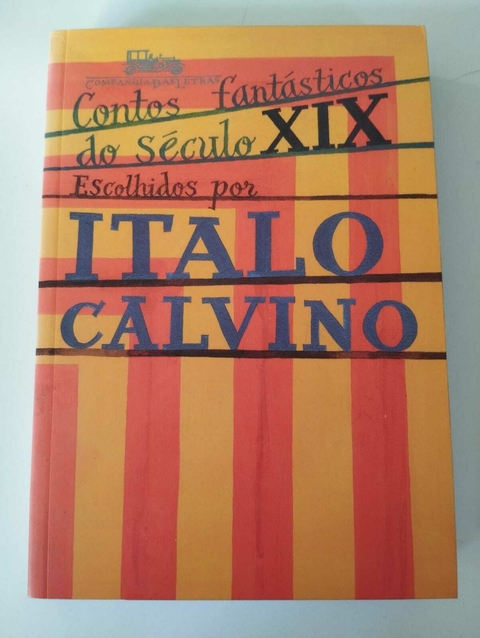 COMPANHIA DAS LETRAS
Contos fantásticos
do século XIX
Escolhidos por
ITALO
CALVINO